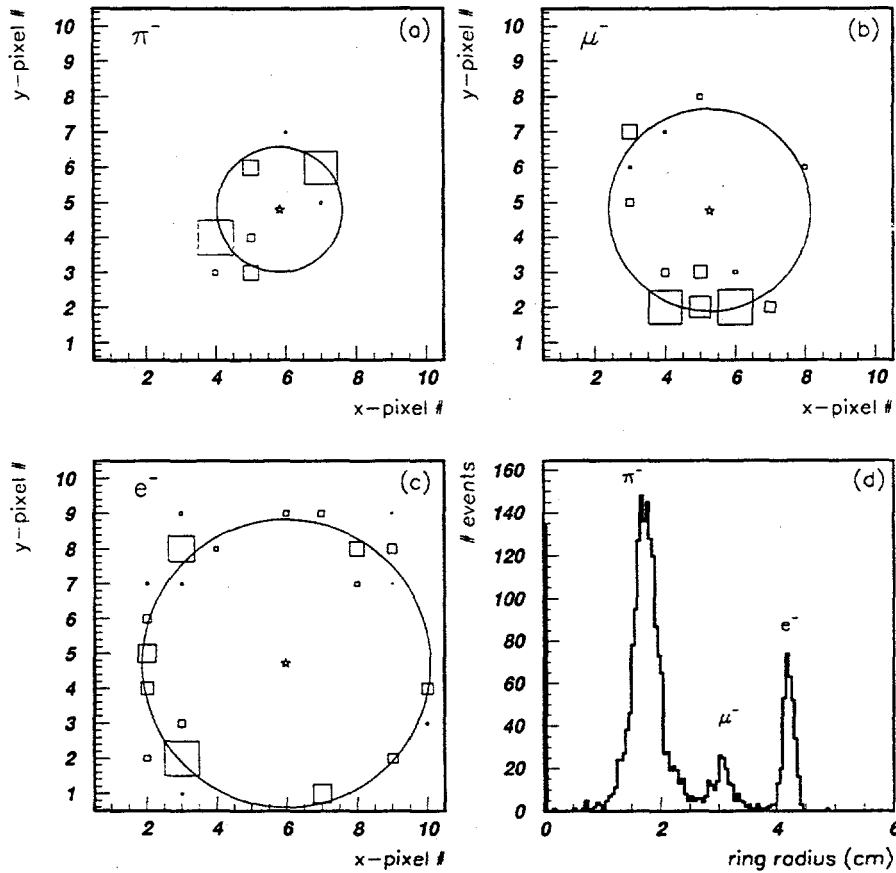 π⁻
(a)
y-pixel #
10
9
8
7
6
5
4
3
2
1
2 4 6 8 10
x-pixel #
μ⁻
(b)
y-pixel #
10
9
8
7
6
5
4
3
2
1
2 4 6 8 10
x-pixel #
e⁻
(c)
y-pixel #
10
9
8
7
6
5
4
3
2
1
2 4 6 8 10
x-pixel #
(d)
# events
160
140
120
100
80
60
40
20
0
π⁻
μ⁻
e⁻
0 2 4 6
ring radius (cm)